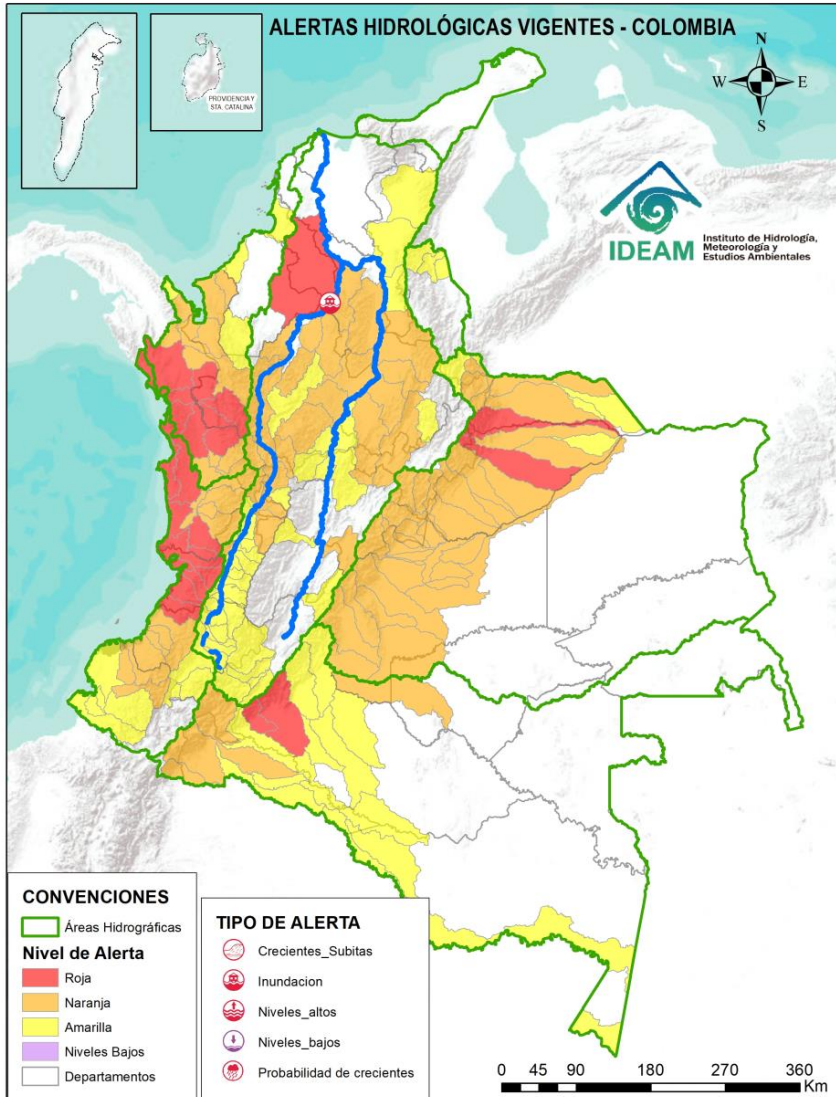 ALERTAS HIDROLÓGICAS VIGENTES - COLOMBIA
PROVIDENCIA Y
STA. CATALINA
N
W
E
S
IDEAM
Instituto de Hidrología,
Meteorología y
Estudios Ambientales
CONVENCIONES
Áreas Hidrográficas
Nivel de Alerta
Roja
Naranja
Amarilla
Niveles Bajos
Departamentos
TIPO DE ALERTA
Crecientes_Subitas
Inundacion
Niveles_altos
Niveles_bajos
Probabilidad de crecientes
0 45 90 180 270 360
Km